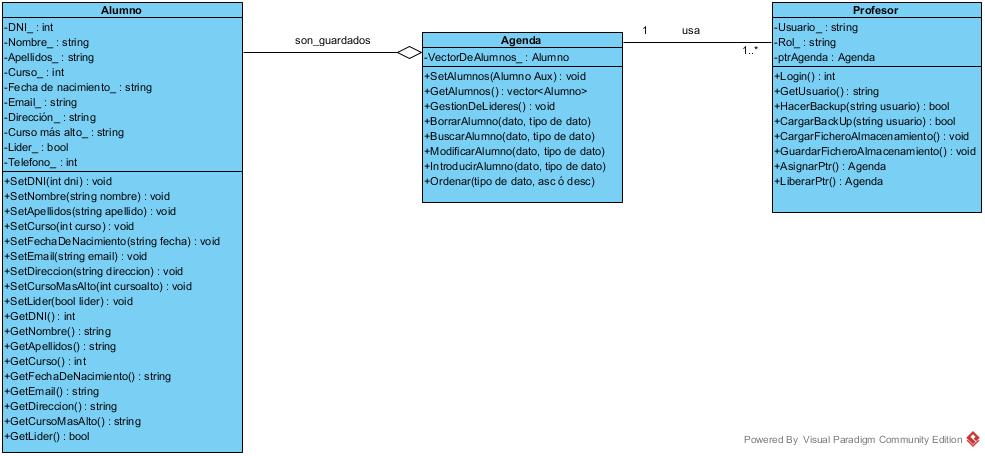 Alumno
-DNI_ : int
-Nombre_ : string
-Apellidos_ : string
-Curso_ : int
-Fecha de nacimiento_ : string
-Email_ : string
-Dirección_ : string
-Curso más alto_ : string
-Lider_ : bool
-Telefono_ : int
+SetDNI(int dni) : void
+SetNombre(string nombre) : void
+SetApellidos(string apellido) : void
+SetCurso(int curso) : void
+SetFechaDeNacimiento(string fecha) : void
+SetEmail(string email) : void
+SetDireccion(string direccion) : void
+SetCursoMasAlto(int cursoalto) : void
+SetLider(bool lider) : void
+GetDNI() : int
+GetNombre() : string
+GetApellidos() : string
+GetCurso() : int
+GetFechaDeNacimiento() : string
+GetEmail() : string
+GetDireccion() : string
+GetCursoMasAlto() : string
+GetLider() : bool
son_guardados
Agenda
-VectorDeAlumnos_ : Alumno
+SetAlumnos(Alumno Aux) : void
+GetAlumnos() : vector<Alumno>
+GestionDeLideres() : void
+BorrarAlumno(dato, tipo de dato)
+BuscarAlumno(dato, tipo de dato)
+ModificarAlumno(dato, tipo de dato)
+IntroducirAlumno(dato, tipo de dato)
+Ordenar(tipo de dato, asc ó desc)
1 usa
1..*
Profesor
-Usuario_ : string
-Rol_ : string
-ptrAgenda : Agenda
+Login() : int
+GetUsuario() : string
+HacerBackup(string usuario) : bool
+CargarBackUp(string usuario) : bool
+CargarFicheroAlmacenamiento() : void
+GuardarFicheroAlmacenamiento() : void
+AsignarPtr() : Agenda
+LiberarPtr() : Agenda
Powered By Visual Paradigm Community Edition